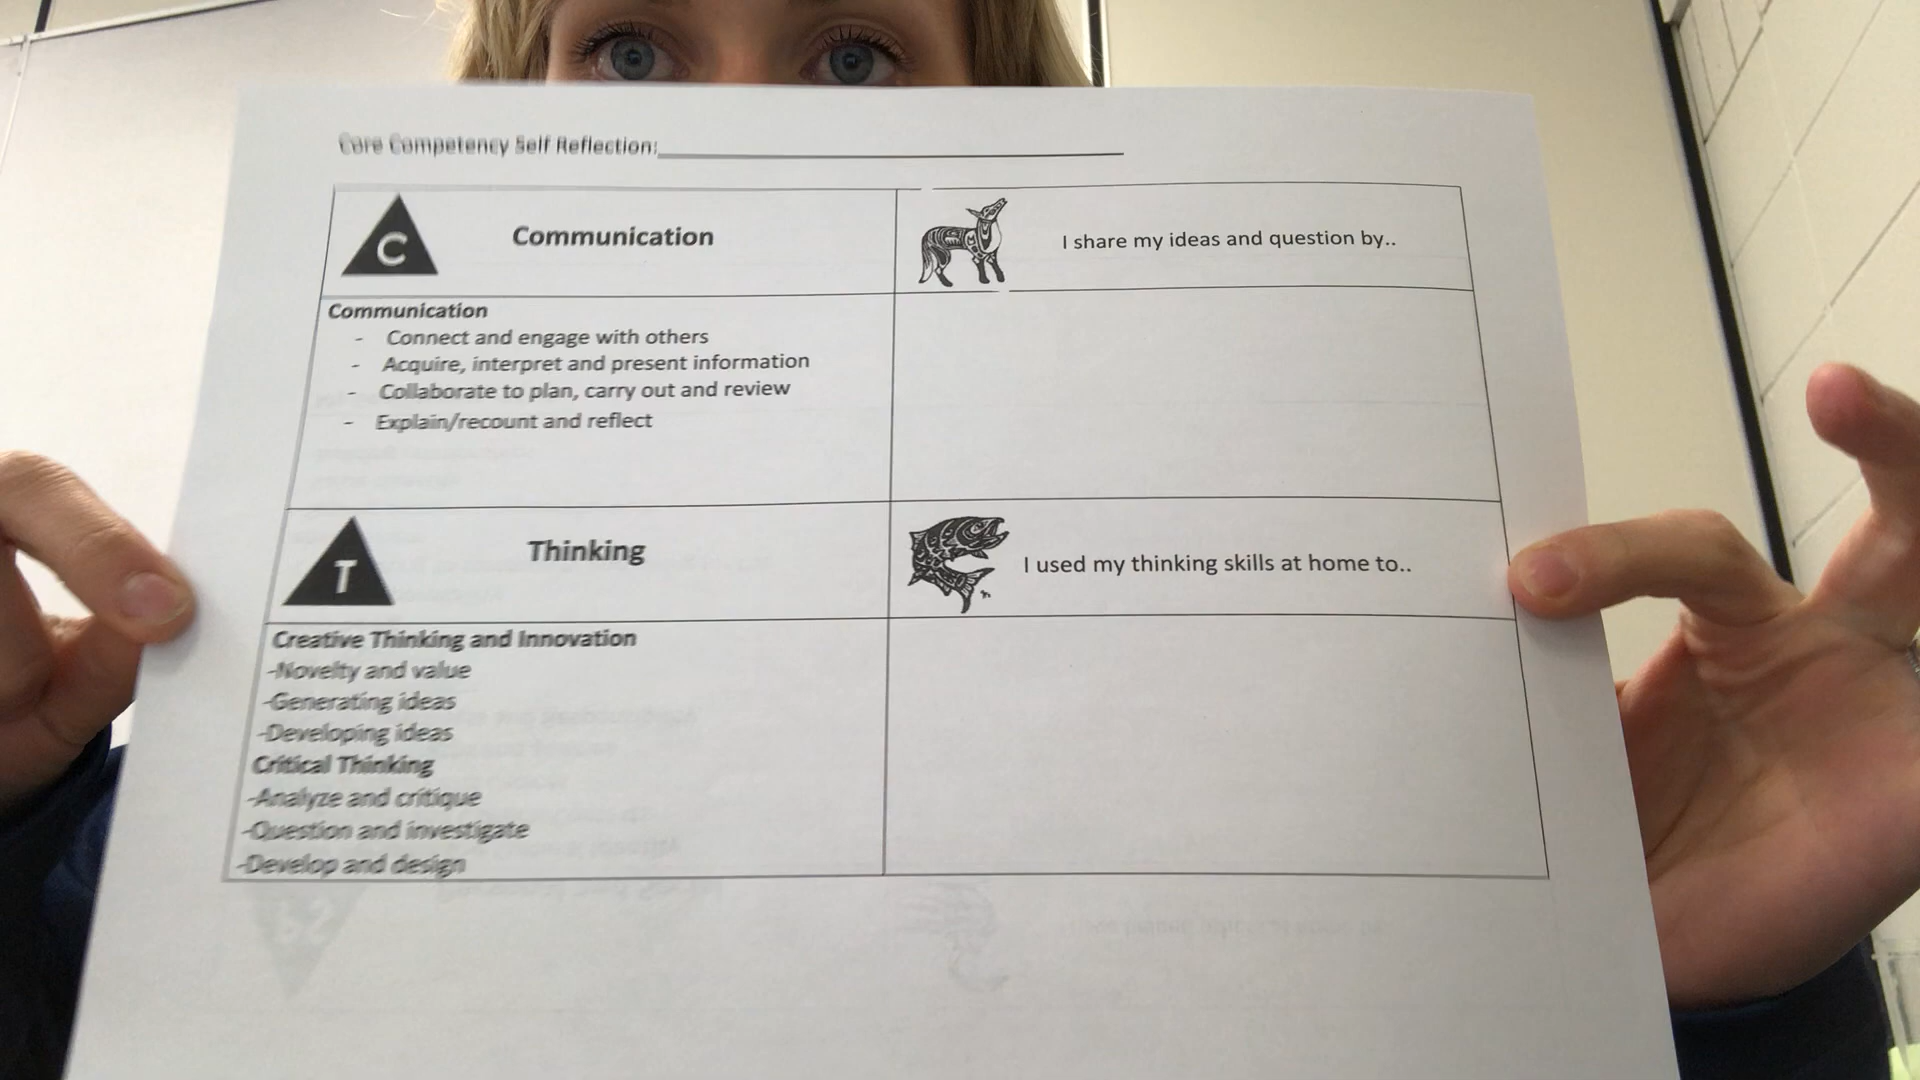 Core Competency Self Reflection:
C
Communication
I share my ideas and question by..
Communication
- Connect and engage with others
- Acquire, interpret and present information
- Collaborate to plan, carry out and review
- Explain/recount and reflect
T
Thinking
I used my thinking skills at home to..
Creative Thinking and Innovation
-Novelty and value
-Generating ideas
-Developing ideas
Critical Thinking
-Analyze and critique
-Question and investigate
-Develop and design